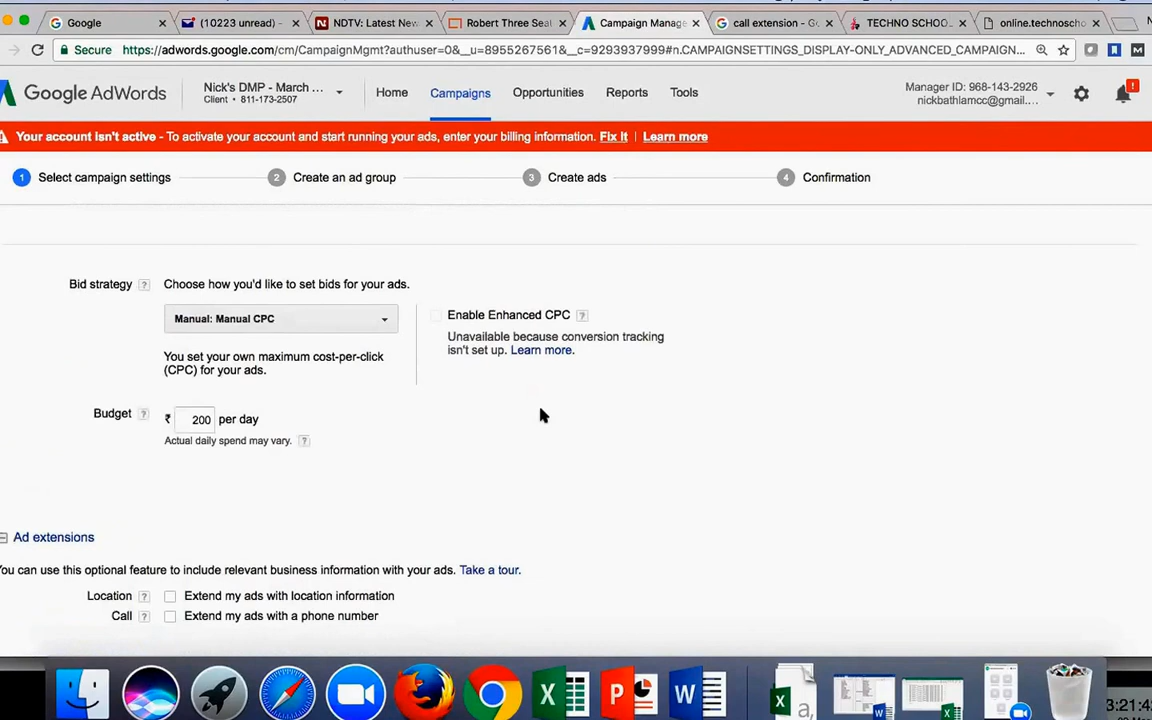 Google
(10223 unread) -
NDTV: Latest New
Robert Three Seat
Campaign Manage
call extension - Go
TECHNO SCHOO
online.technoscho
Secure https://adwords.google.com/cm/CampaignMgmt?authuser=0&__u=8955267561&__c=9293937999#n.CAMPAIGNSETTINGS_DISPLAY-ONLY_ADVANCED_CAMPAIGN...
Google AdWords
Nick's DMP - March ...
Client • 811-173-2507
Home
Campaigns
Opportunities
Reports
Tools
Manager ID: 968-143-2926
nickbathlamcc@gmail....
Your account isn't active - To activate your account and start running your ads, enter your billing information. Fix it | Learn more
1 Select campaign settings
2 Create an ad group
3 Create ads
4 Confirmation
Bid strategy ? Choose how you'd like to set bids for your ads.
Manual: Manual CPC
Enable Enhanced CPC ?
Unavailable because conversion tracking
isn't set up. Learn more.
You set your own maximum cost-per-click
(CPC) for your ads.
Budget ? ₹ 200 per day
Actual daily spend may vary. ?
Ad extensions
You can use this optional feature to include relevant business information with your ads. Take a tour.
Location ? Extend my ads with location information
Call ? Extend my ads with a phone number
3:21:4